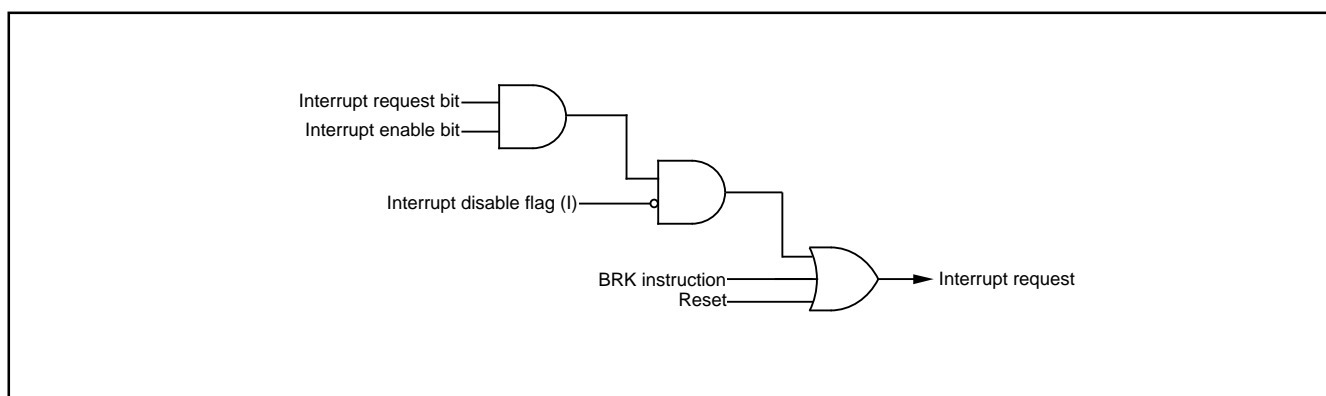 Interrupt request bit
Interrupt enable bit
Interrupt disable flag (I)
BRK instruction
Reset
Interrupt request